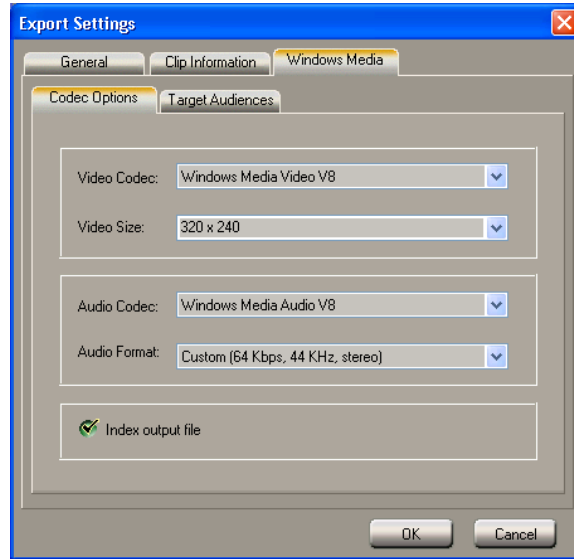 Export Settings
General Clip Information Windows Media
Codec Options Target Audiences
Video Codec: Windows Media Video V8
Video Size: 320 x 240
Audio Codec: Windows Media Audio V8
Audio Format: Custom (64 Kbps, 44 KHz, stereo)
Index output file
OK Cancel